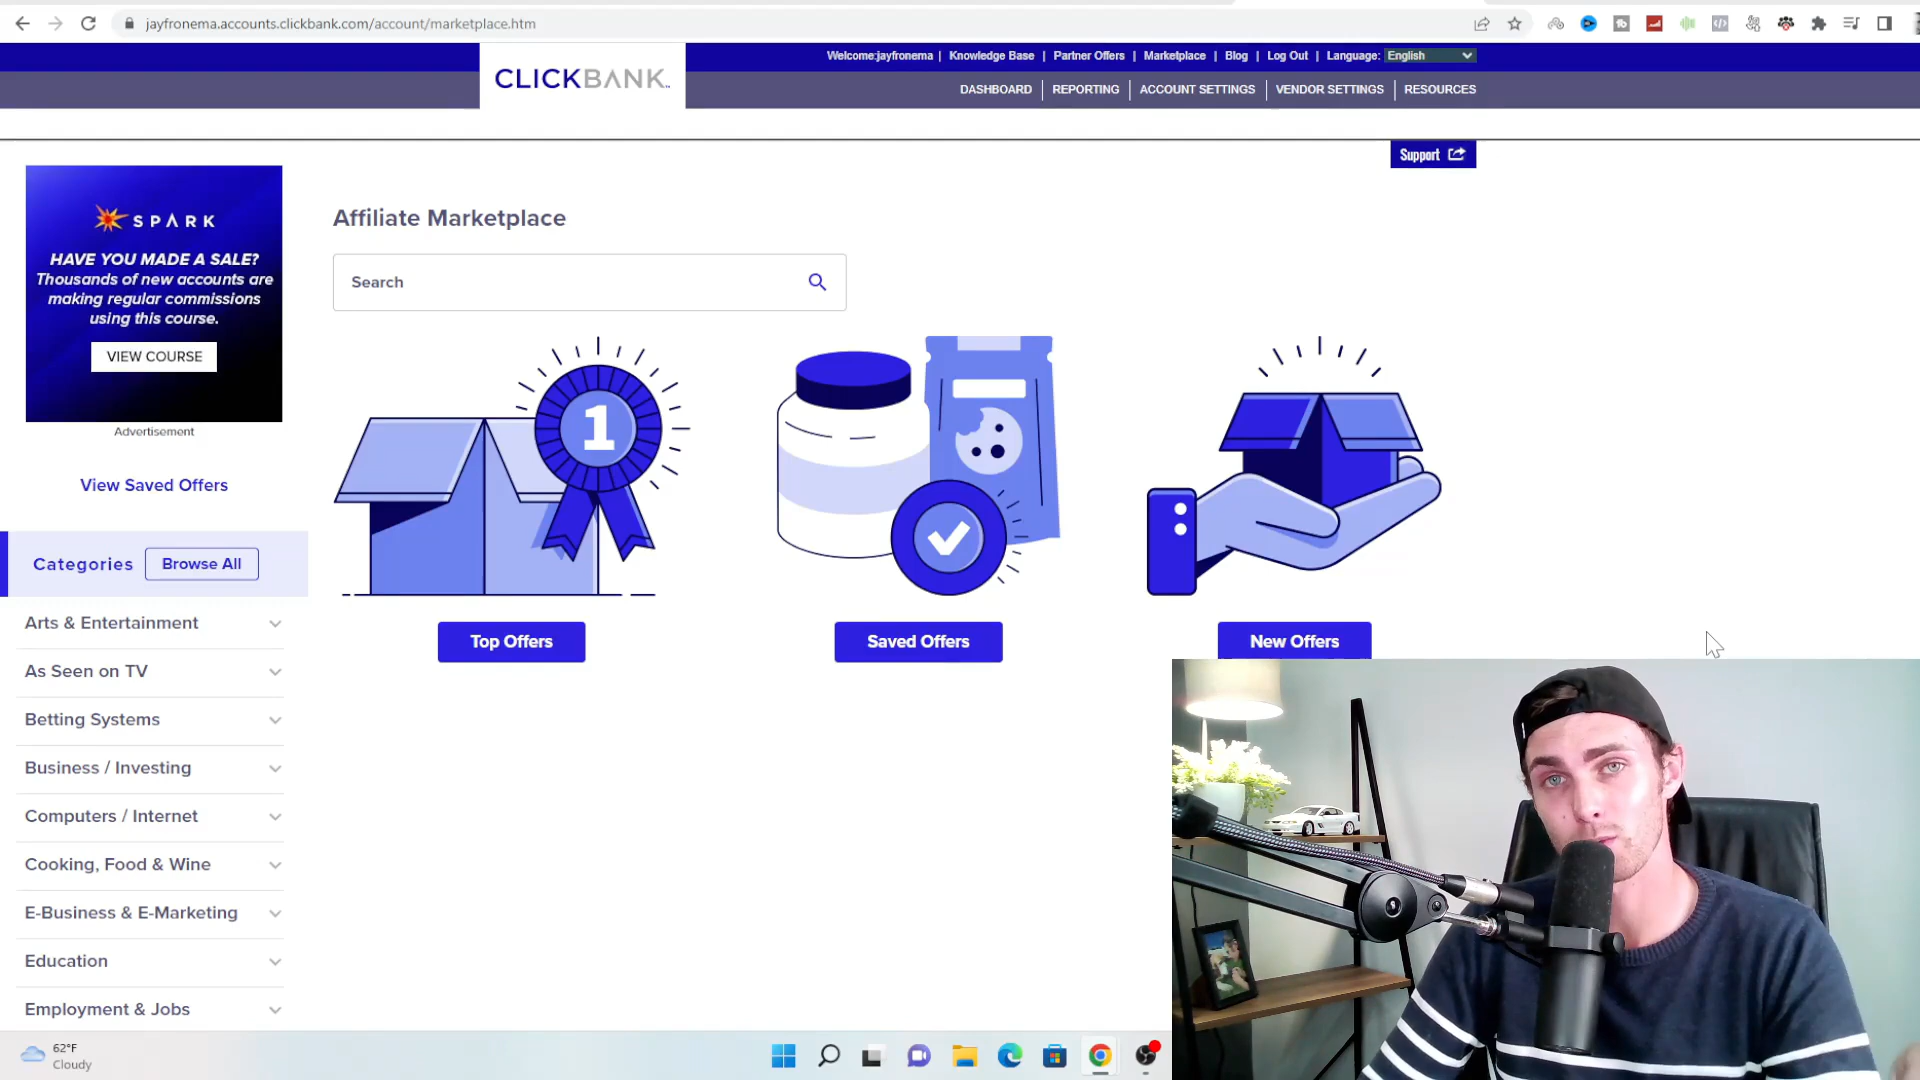 jayfronema.accounts.clickbank.com/account/marketplace.htm
Welcome:jayfronema | Knowledge Base | Partner Offers | Marketplace | Blog | Log Out | Language: English
CLICKBANK
DASHBOARD | REPORTING | ACCOUNT SETTINGS | VENDOR SETTINGS | RESOURCES
Support
SPARK
HAVE YOU MADE A SALE?
Thousands of new accounts are
making regular commissions
using this course.
VIEW COURSE
Advertisement
View Saved Offers
Categories Browse All
Arts & Entertainment
As Seen on TV
Betting Systems
Business / Investing
Computers / Internet
Cooking, Food & Wine
E-Business & E-Marketing
Education
Employment & Jobs
Affiliate Marketplace
Search
1
Top Offers
Saved Offers
New Offers
62°F
Cloudy